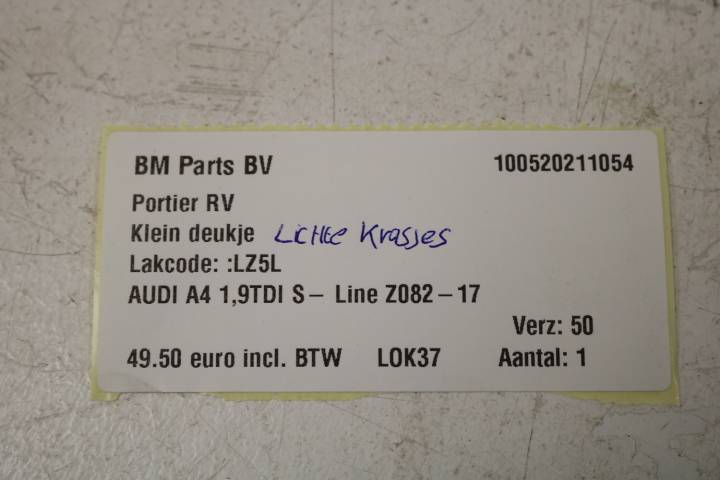 BM Parts BV 100520211054
Portier RV
Klein deukje Lichte Krasjes
Lakcode: :LZ5L
AUDI A4 1,9TDI S- Line Z082-17
Verz: 50
49.50 euro incl. BTW LOK37 Aantal: 1